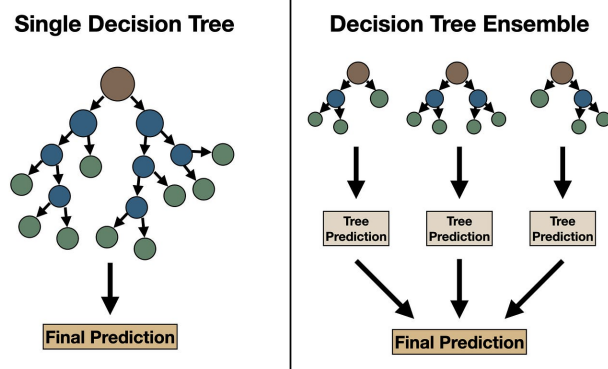 Single Decision Tree
Final Prediction
Decision Tree Ensemble
Tree
Prediction
Tree
Prediction
Tree
Prediction
Final Prediction